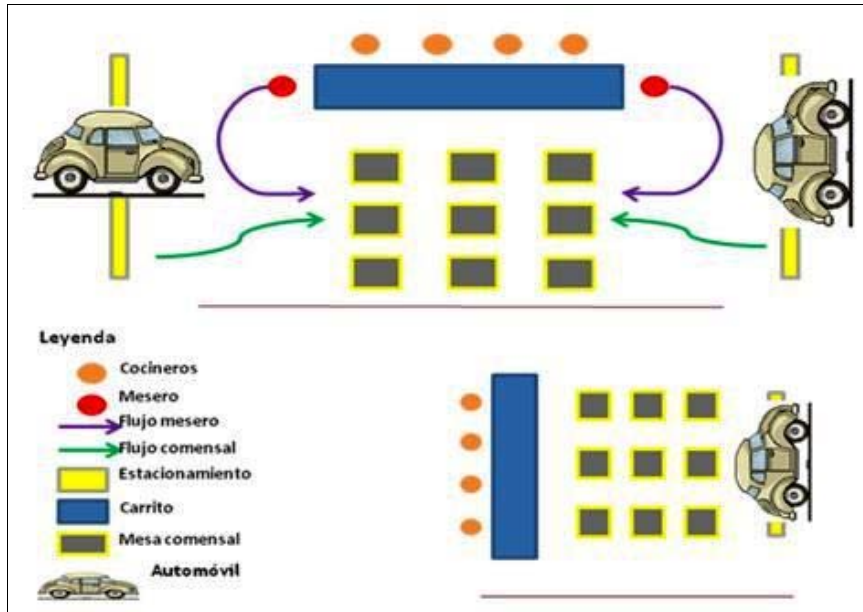 Leyenda
Cocineros
Mesero
Flujo mesero
Flujo comensal
Estacionamiento
Carrito
Mesa comensal
Automóvil